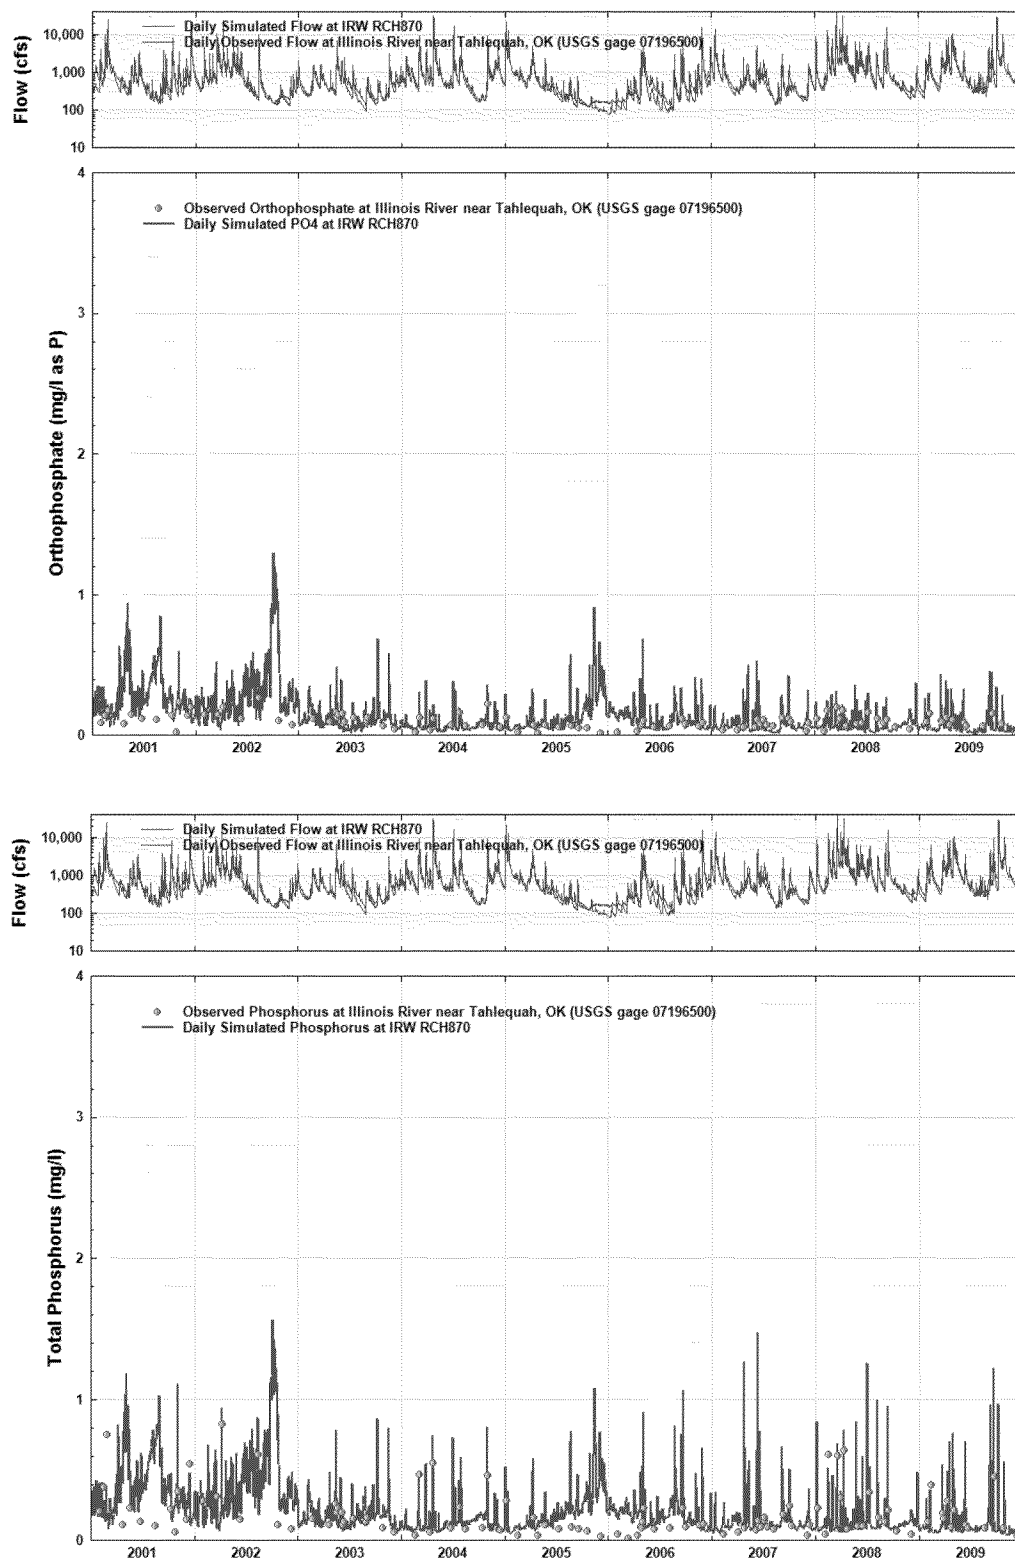 Daily Simulated Flow at IRW RCH870
Daily Observed Flow at Illinois River near Tahlequah, OK (USGS gage 07196500)
Flow (cfs)
10,000
1,000
100
10
Observed Orthophosphate at Illinois River near Tahlequah, OK (USGS gage 07196500)
Daily Simulated PO4 at IRW RCH870
Orthophosphate (mg/l as P)
4
3
2
1
0
2001 2002 2003 2004 2005 2006 2007 2008 2009
Daily Simulated Flow at IRW RCH870
Daily Observed Flow at Illinois River near Tahlequah, OK (USGS gage 07196500)
Flow (cfs)
10,000
1,000
100
10
Observed Phosphorus at Illinois River near Tahlequah, OK (USGS gage 07196500)
Daily Simulated Phosphorus at IRW RCH870
Total Phosphorus (mg/l)
4
3
2
1
0
2001 2002 2003 2004 2005 2006 2007 2008 2009